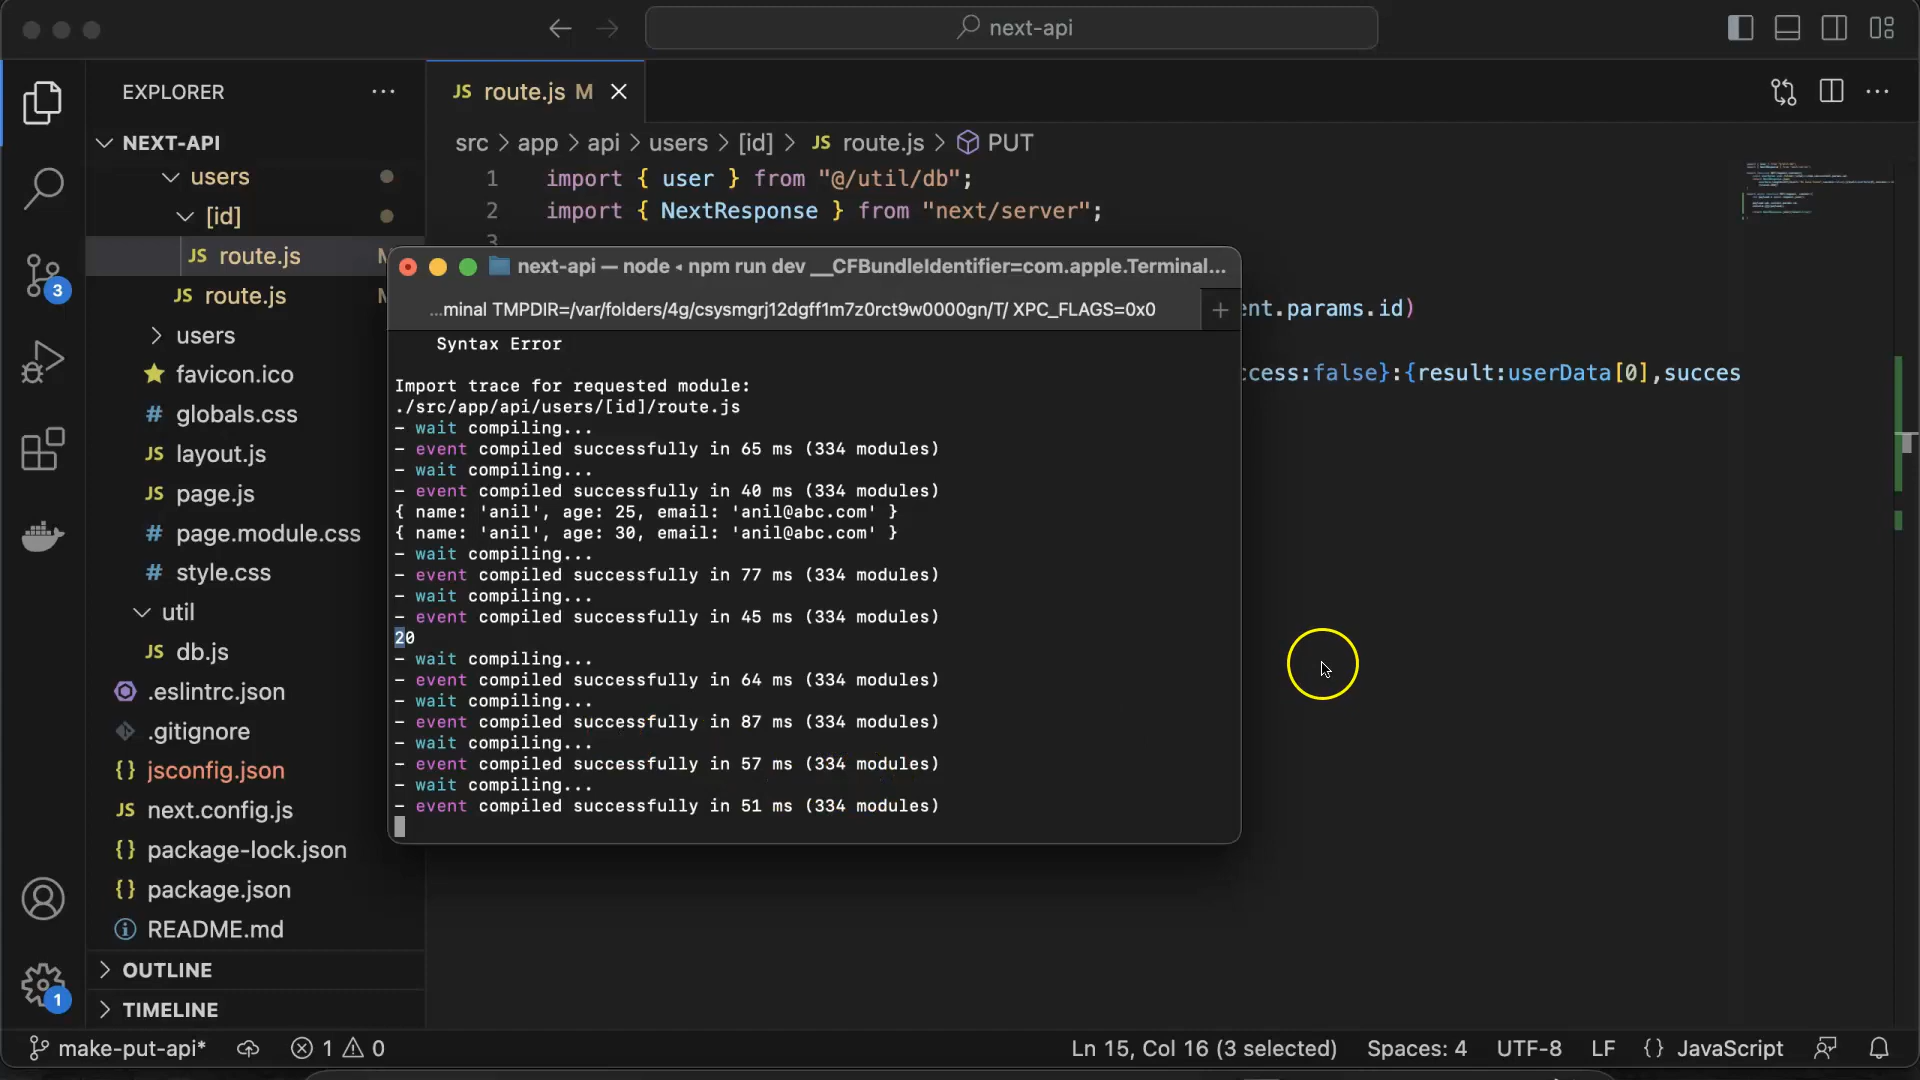 next-api
EXPLORER
JS route.js M
NEXT-API
src > app > api > users > [id] > JS route.js > PUT
users
1 import { user } from "@/util/db";
[id]
2 import { NextResponse } from "next/server";
3
JS route.js
JS route.js
next-api — node ◂ npm run dev __CFBundleIdentifier=com.apple.Terminal...
...minal TMPDIR=/var/folders/4g/csysmgrj12dgff1m7z0rct9w0000gn/T/ XPC_FLAGS=0x0
nt.params.id)
cess:false}:{result:userData[0],succes
Syntax Error
Import trace for requested module:
./src/app/api/users/[id]/route.js
- wait compiling...
- event compiled successfully in 65 ms (334 modules)
- wait compiling...
- event compiled successfully in 40 ms (334 modules)
{ name: 'anil', age: 25, email: 'anil@abc.com' }
{ name: 'anil', age: 30, email: 'anil@abc.com' }
- wait compiling...
- event compiled successfully in 77 ms (334 modules)
- wait compiling...
- event compiled successfully in 45 ms (334 modules)
20
- wait compiling...
- event compiled successfully in 64 ms (334 modules)
- wait compiling...
- event compiled successfully in 87 ms (334 modules)
- wait compiling...
- event compiled successfully in 57 ms (334 modules)
- wait compiling...
- event compiled successfully in 51 ms (334 modules)
users
favicon.ico
# globals.css
JS layout.js
JS page.js
# page.module.css
# style.css
util
JS db.js
.eslintrc.json
.gitignore
{} jsconfig.json
JS next.config.js
{} package-lock.json
{} package.json
README.md
OUTLINE
TIMELINE
3
1
make-put-api* 1 0
Ln 15, Col 16 (3 selected) Spaces: 4 UTF-8 LF {} JavaScript